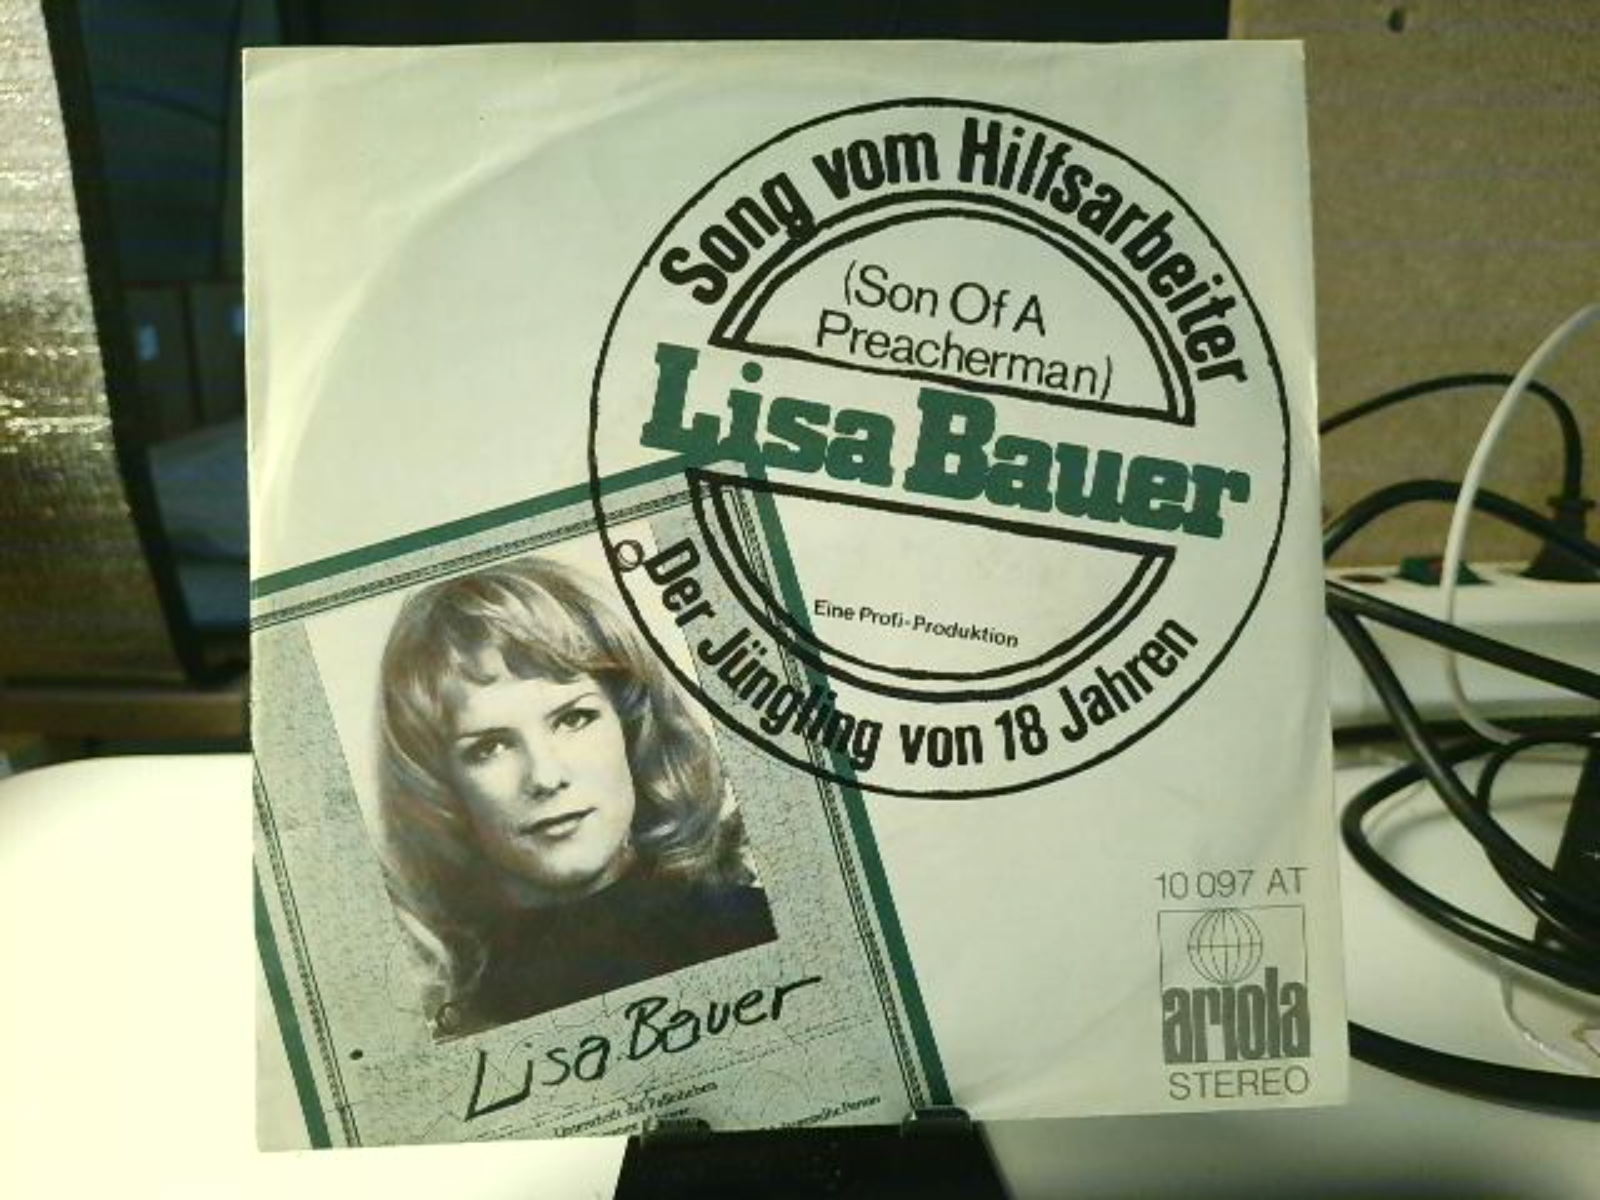 Song vom Hilfsarbeiter
(Son Of A
Preacherman)
Lisa Bauer
Eine Profi-Produktion
Der Jüngling von 18 Jahren
Lisa Bauer
10 097 AT
ariola
STEREO